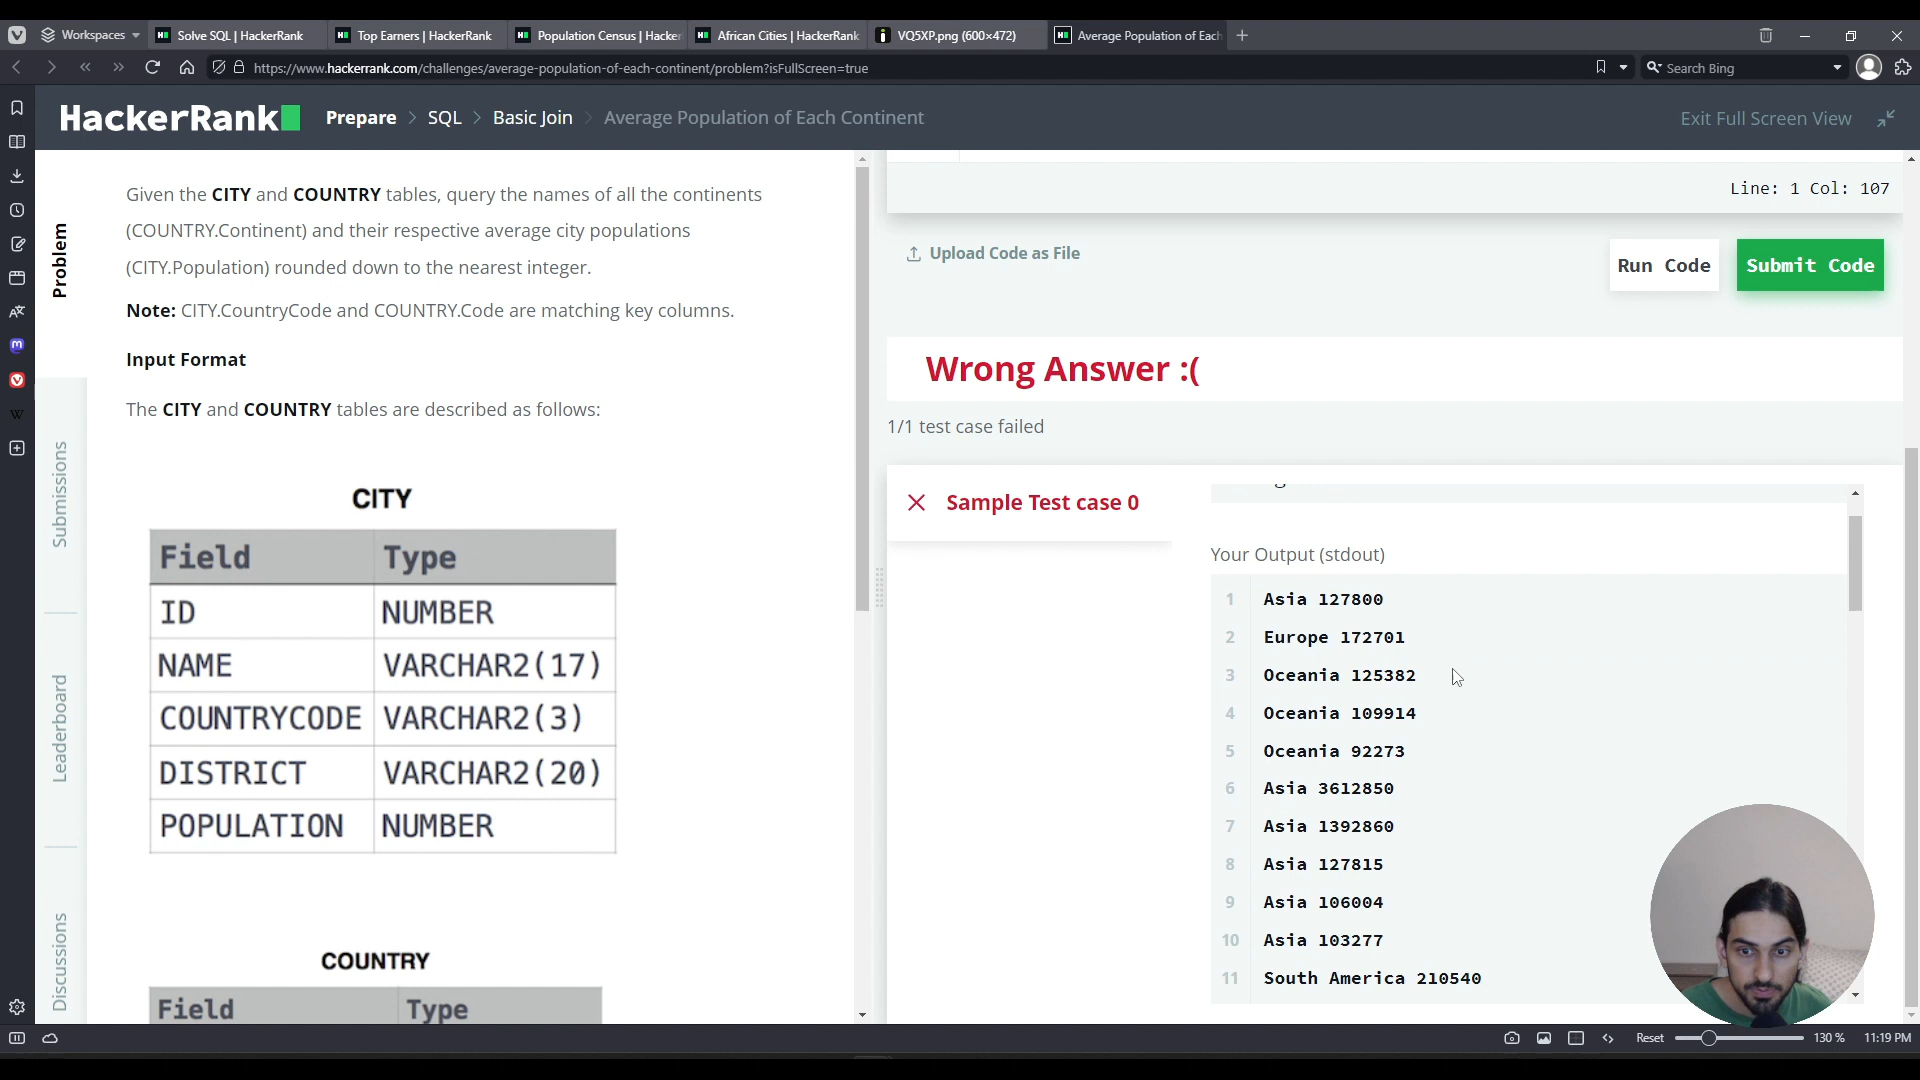 Workspaces
Solve SQL | HackerRank
Top Earners | HackerRank
Population Census | Hacker
African Cities | HackerRank
VQ5XP.png (600×472)
Average Population of Each
https://www.hackerrank.com/challenges/average-population-of-each-continent/problem?isFullScreen=true
Search Bing
HackerRank
Prepare > SQL > Basic Join > Average Population of Each Continent
Exit Full Screen View
Problem
Submissions
Leaderboard
Discussions
Given the CITY and COUNTRY tables, query the names of all the continents
(COUNTRY.Continent) and their respective average city populations
(CITY.Population) rounded down to the nearest integer.
Note: CITY.CountryCode and COUNTRY.Code are matching key columns.
Input Format
The CITY and COUNTRY tables are described as follows:
CITY
Field Type
ID NUMBER
NAME VARCHAR2(17)
COUNTRYCODE VARCHAR2(3)
DISTRICT VARCHAR2(20)
POPULATION NUMBER
COUNTRY
Field Type
Line: 1 Col: 107
Upload Code as File
Run Code
Submit Code
Wrong Answer :(
1/1 test case failed
Sample Test case 0
Your Output (stdout)
1 Asia 127800
2 Europe 172701
3 Oceania 125382
4 Oceania 109914
5 Oceania 92273
6 Asia 3612850
7 Asia 1392860
8 Asia 127815
9 Asia 106004
10 Asia 103277
11 South America 210540
Reset
130 %
11:19 PM